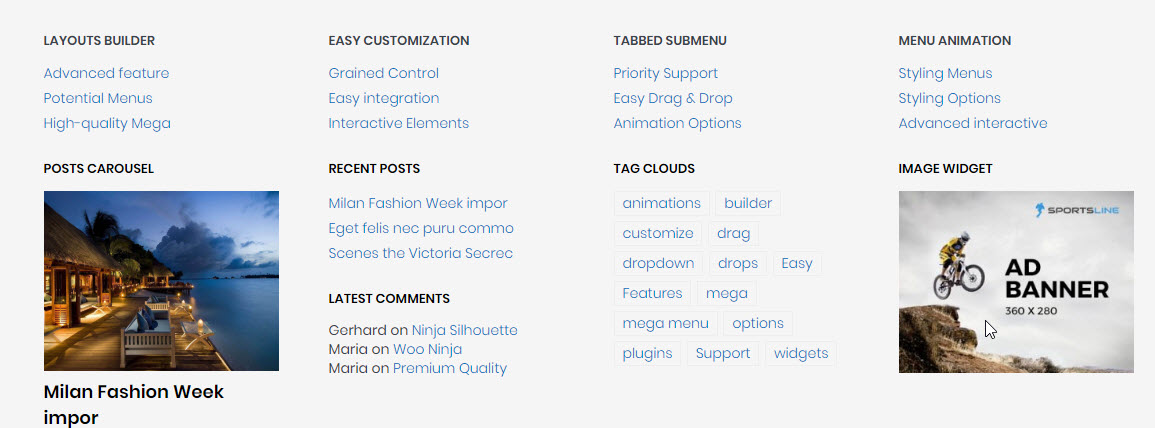 LAYOUTS BUILDER
Advanced feature
Potential Menus
High-quality Mega
EASY CUSTOMIZATION
Grained Control
Easy integration
Interactive Elements
TABBED SUBMENU
Priority Support
Easy Drag & Drop
Animation Options
MENU ANIMATION
Styling Menus
Styling Options
Advanced interactive
POSTS CAROUSEL
Milan Fashion Week
impor
RECENT POSTS
Milan Fashion Week impor
Eget felis nec puru commo
Scenes the Victoria Secrec
LATEST COMMENTS
Gerhard on Ninja Silhouette
Maria on Woo Ninja
Maria on Premium Quality
TAG CLOUDS
animations builder
customize drag
dropdown drops Easy
Features mega
mega menu options
plugins Support widgets
IMAGE WIDGET
SPORTSLINE
AD
BANNER
360 X 280